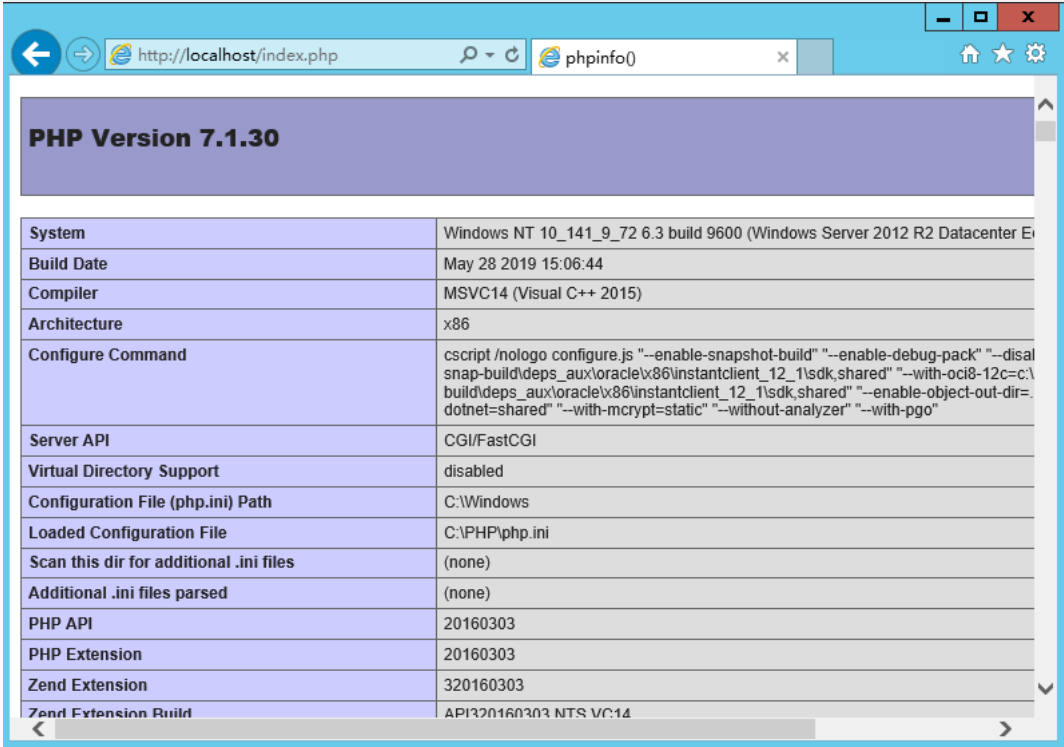 http://localhost/index.php
phpinfo()
PHP Version 7.1.30
System Windows NT 10_141_9_72 6.3 build 9600 (Windows Server 2012 R2 Datacenter
Build Date May 28 2019 15:06:44
Compiler MSVC14 (Visual C++ 2015)
Architecture x86
Configure Command cscript /nologo configure.js "--enable-snapshot-build" "--enable-debug-pack" "--disal
snap-build\deps_aux\oracle\x86\instantclient_12_1\sdk,shared" "--with-oci8-12c=c:\
build\deps_aux\oracle\x86\instantclient_12_1\sdk,shared" "--enable-object-out-dir=.
dotnet=shared" "--with-mcrypt=static" "--without-analyzer" "--with-pgo"
Server API CGI/FastCGI
Virtual Directory Support disabled
Configuration File (php.ini) Path C:\Windows
Loaded Configuration File C:\PHP\php.ini
Scan this dir for additional .ini files (none)
Additional .ini files parsed (none)
PHP API 20160303
PHP Extension 20160303
Zend Extension 320160303
Zend Extension Build API320160303,NTS,VC14